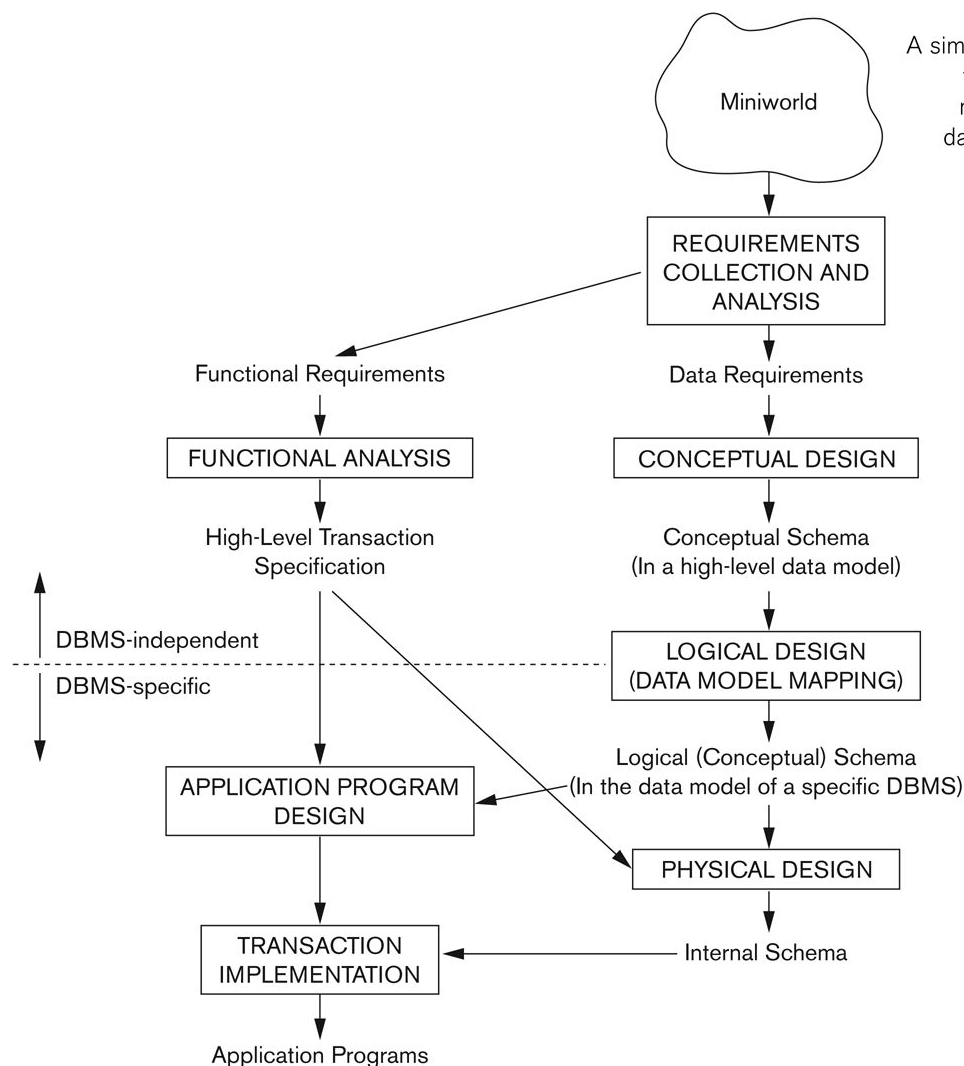 A sim
Miniworld
da
REQUIREMENTS
COLLECTION AND
ANALYSIS
Functional Requirements
Data Requirements
FUNCTIONAL ANALYSIS
CONCEPTUAL DESIGN
High-Level Transaction
Specification
Conceptual Schema
(In a high-level data model)
DBMS-independent
DBMS-specific
LOGICAL DESIGN
(DATA MODEL MAPPING)
Logical (Conceptual) Schema
(In the data model of a specific DBMS)
APPLICATION PROGRAM
DESIGN
PHYSICAL DESIGN
TRANSACTION
IMPLEMENTATION
Internal Schema
Application Programs